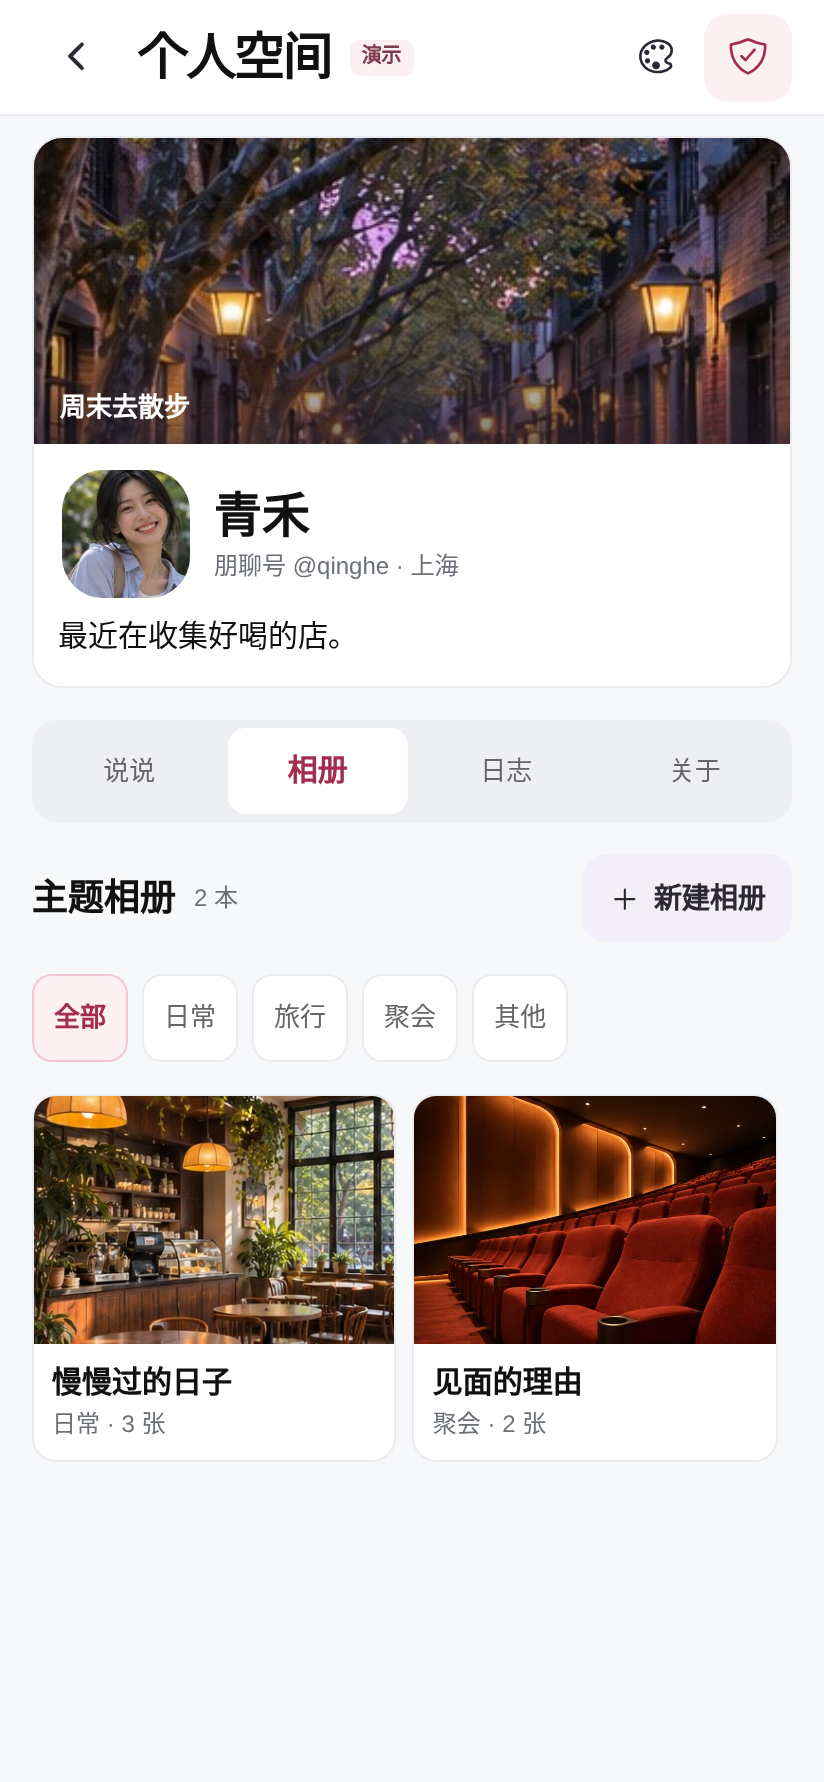 个人空间 演示
周末去散步
青禾
朋聊号 @qinghe · 上海
最近在收集好喝的店。
说说 相册 日志 关于
主题相册 2 本 + 新建相册
全部 日常 旅行 聚会 其他
慢慢过的日子
日常 · 3 张
见面的理由
聚会 · 2 张